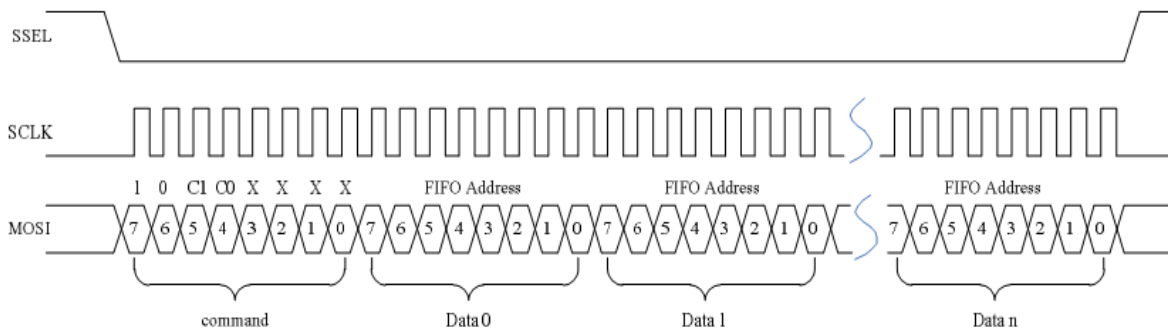 SSEL
SCLK
1 0 C1 C0 X X X X FIFO Address FIFO Address FIFO Address
MOSI 7 6 5 4 3 2 1 0 7 6 5 4 3 2 1 0 7 6 5 4 3 2 1 0 7 6 5 4 3 2 1 0
command Data 0 Data 1 Data n